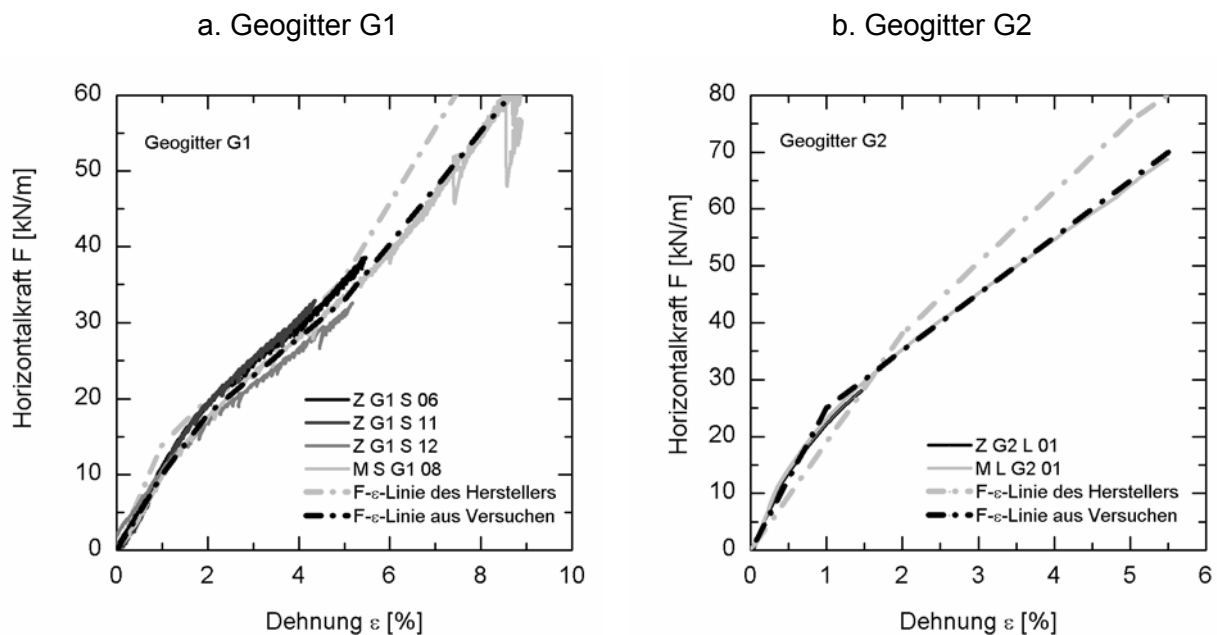 a. Geogitter G1
60
50
40
30
20
10
0
Horizontalkraft F [kN/m]
Geogitter G1
Z G1 S 06
Z G1 S 11
Z G1 S 12
M S G1 08
F-ε-Linie des Herstellers
F-ε-Linie aus Versuchen
0 2 4 6 8 10
Dehnung ε [%]
b. Geogitter G2
80
70
60
50
40
30
20
10
0
Horizontalkraft F [kN/m]
Geogitter G2
Z G2 L 01
M L G2 01
F-ε-Linie des Herstellers
F-ε-Linie aus Versuchen
0 1 2 3 4 5 6
Dehnung ε [%]